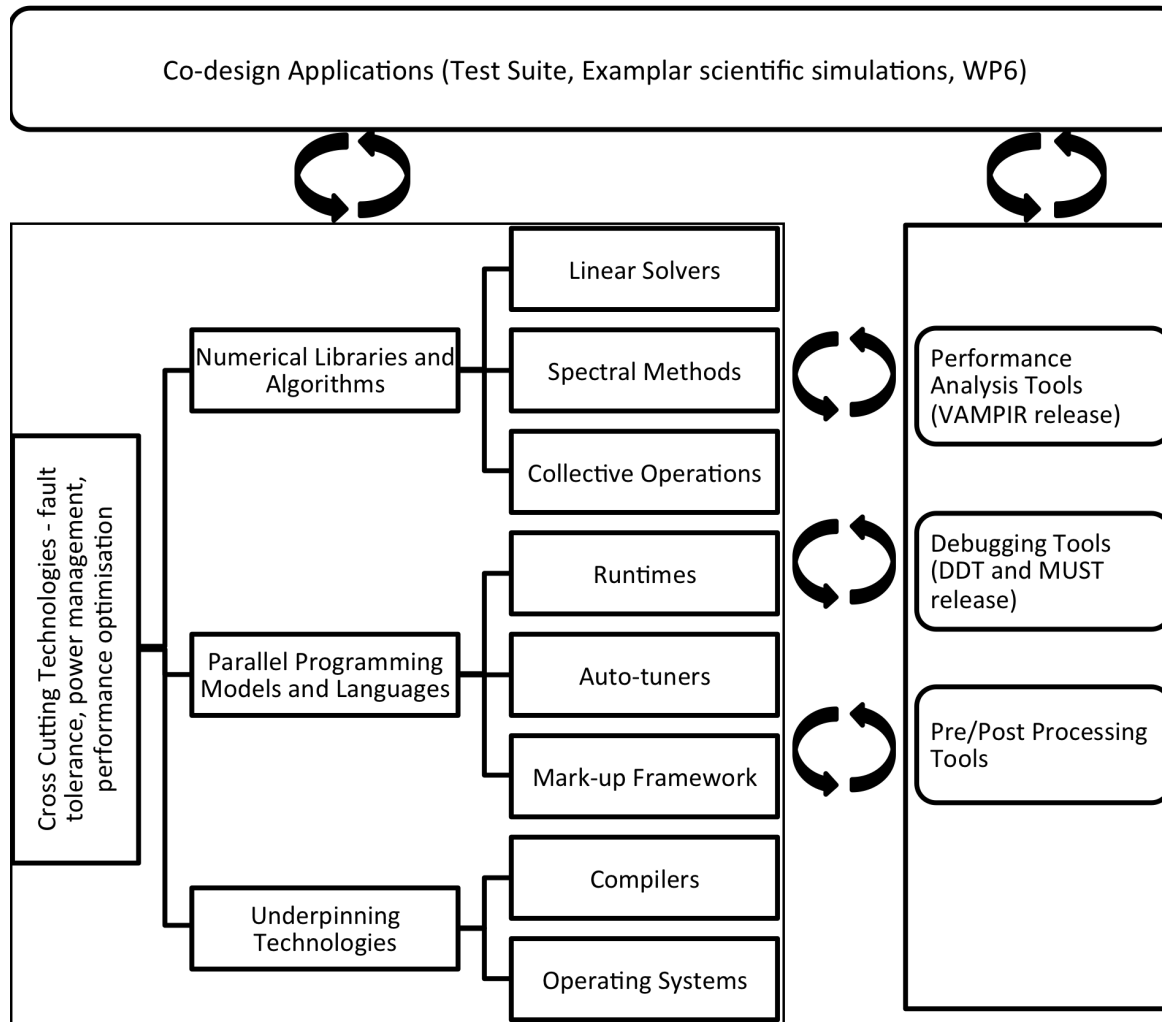 Co-design Applications (Test Suite, Examplar scientific simulations, WP6)
Cross Cutting Technologies - fault
tolerance, power management,
performance optimisation
Numerical Libraries and
Algorithms
Linear Solvers
Spectral Methods
Collective Operations
Parallel Programming
Models and Languages
Runtimes
Auto-tuners
Mark-up Framework
Underpinning
Technologies
Compilers
Operating Systems
Performance
Analysis Tools
(VAMPIR release)
Debugging Tools
(DDT and MUST
release)
Pre/Post Processing
Tools